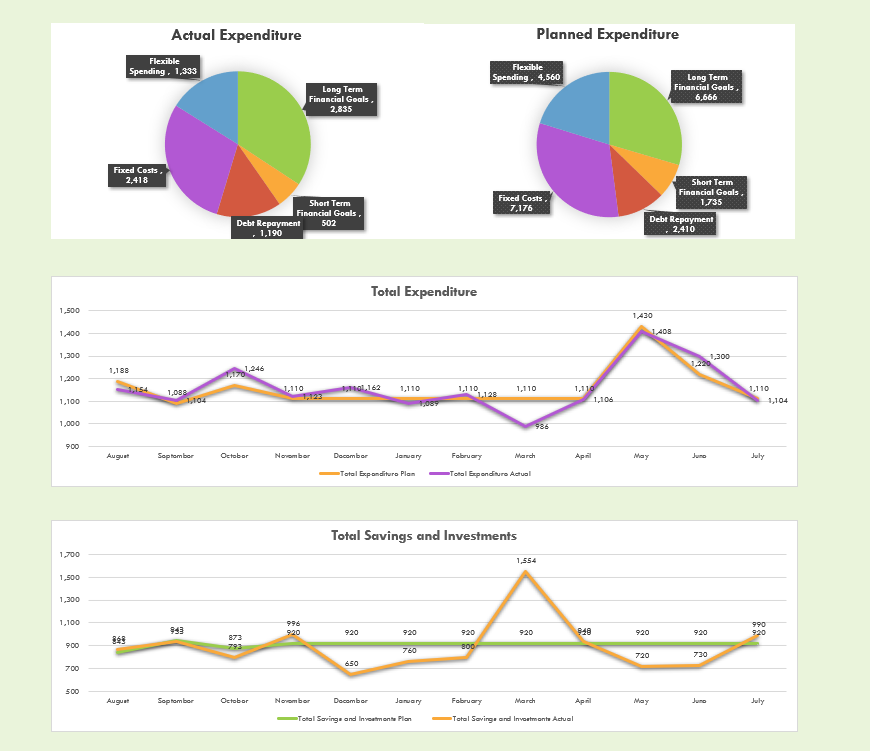 Actual Expenditure
Flexible
Spending , 1,333
Long Term
Financial Goals ,
2,835
Fixed Costs ,
2,418
Short Term
Financial Goals ,
502
Debt Repayment
, 1,190
Planned Expenditure
Flexible
Spending , 4,560
Long Term
Financial Goals ,
6,666
Fixed Costs ,
7,176
Short Term
Financial Goals ,
1,735
Debt Repayment
, 2,410
Total Expenditure
1,500
1,400
1,300
1,200
1,100
1,000
900
1,188
1,154
1,088
1,104
1,246
1,170
1,110
1,123
1,110
1,162
1,110
1,089
1,110
1,128
1,110
986
1,110
1,106
1,430
1,408
1,220
1,300
1,110
1,104
August September October November December January February March April May June July
Total Expenditure Plan Total Expenditure Actual
Total Savings and Investments
1,700
1,500
1,300
1,100
900
700
500
843
943
873
793
996
920
920
650
920
760
920
800
1,554
920
920
920
720
920
730
990
920
August September October November December January February March April May June July
Total Savings and Investments Plan Total Savings and Investments Actual